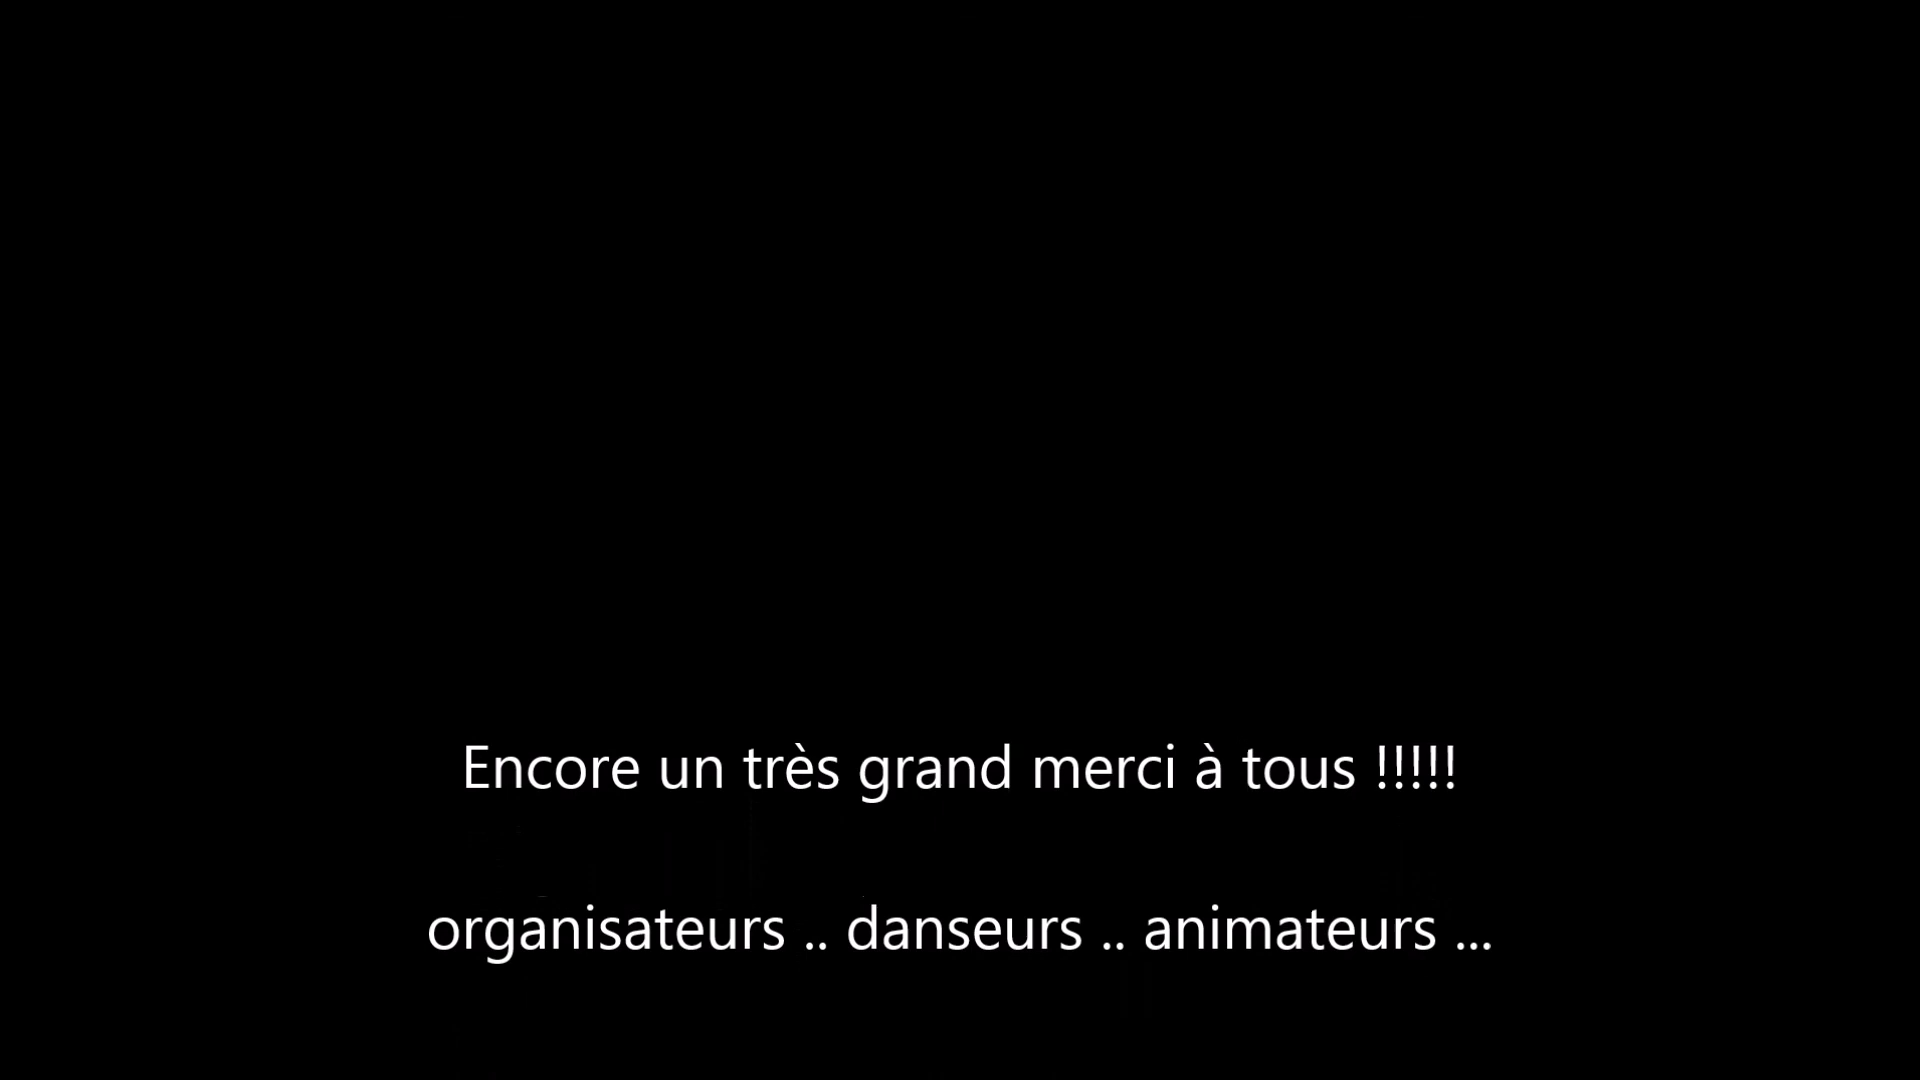 Encore un très grand merci à tous !!!!!
organisateurs .. danseurs .. animateurs ...